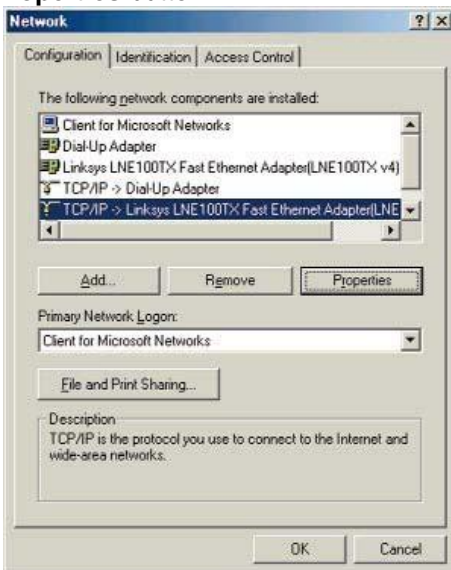 Network
Configuration Identification Access Control
The following network components are installed:
Client for Microsoft Networks
Dial-Up Adapter
Linksys LNE100TX Fast Ethernet Adapter(LNE100TX v4)
TCP/IP -> Dial-Up Adapter
TCP/IP -> Linksys LNE100TX Fast Ethernet Adapter(LNE
Add... Remove Properties
Primary Network Logon:
Client for Microsoft Networks
File and Print Sharing...
Description
TCP/IP is the protocol you use to connect to the Internet and
wide-area networks.
OK Cancel